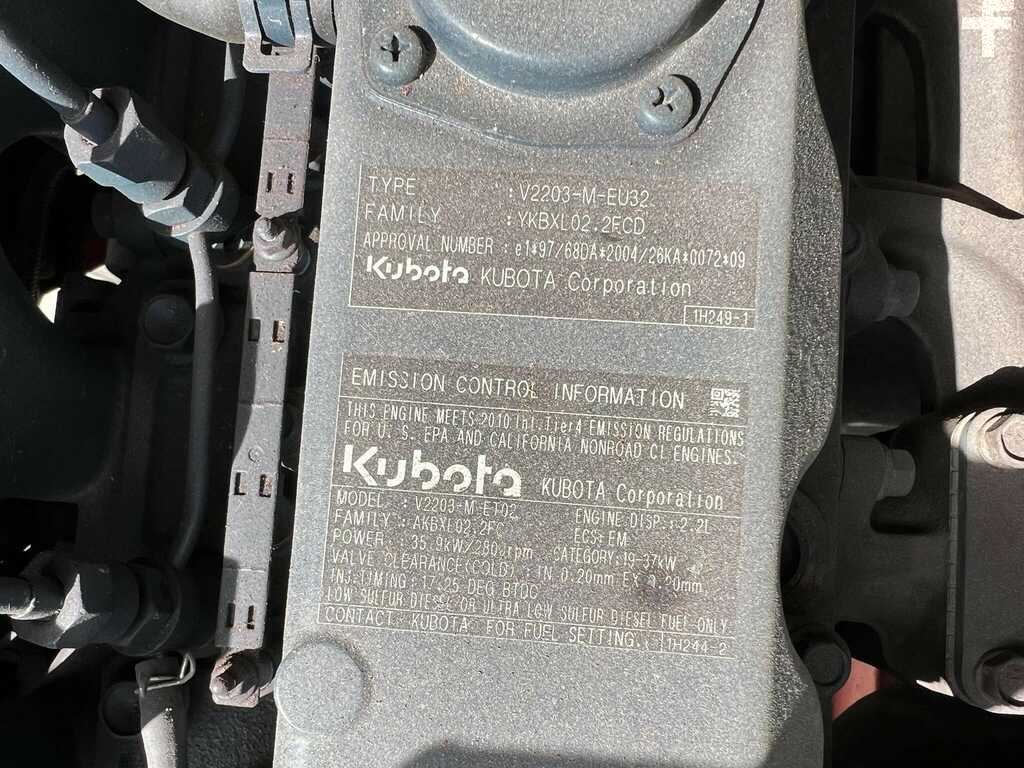 TYPE : V2203-M-EU32
FAMILY : YKBXL02.2FCD
APPROVAL NUMBER : e1*97/68DA*2004/26KA*0072*09
Kubota KUBOTA Corporation
1H249-1
EMISSION CONTROL INFORMATION
THIS ENGINE MEETS 2010 Int.Tier4 EMISSION REGULATIONS
FOR U.S. EPA AND CALIFORNIA NONROAD CI ENGINES.
Kubota KUBOTA Corporation
MODEL : V2203-M-ET02 ENGINE DISP.: 2.2L
FAMILY : AKBXL02.2FC ECS: EM
POWER : 35.9kW/2800rpm CATEGORY: 19-37kW
VALVE CLEARANCE(COLD): IN 0.20mm EX 0.20mm
INJ.TIMING : 17.25 DEG BTDC
LOW SULFUR DIESEL OR ULTRA LOW SULFUR DIESEL FUEL ONLY
CONTACT KUBOTA FOR FUEL SETTING. 1H244-2